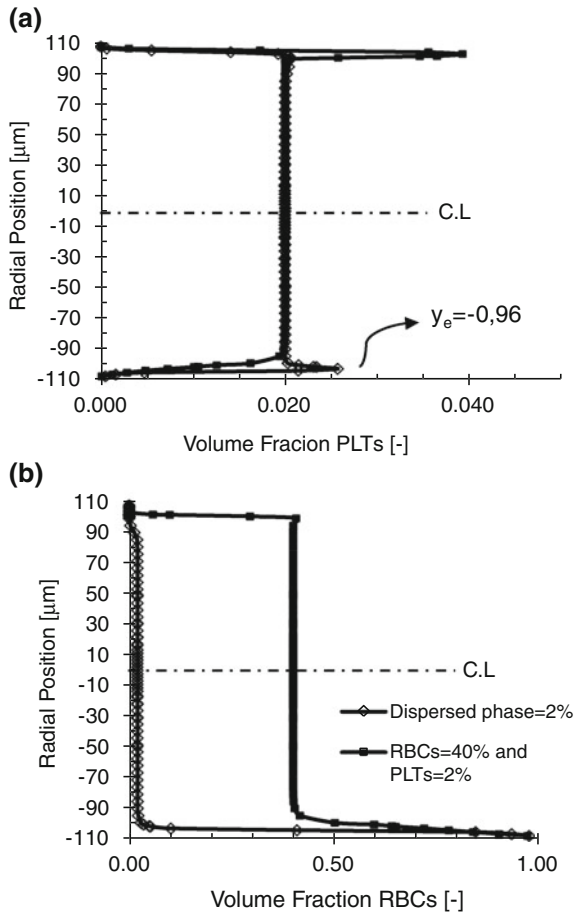 (a)
110
90
70
50
30
10
-10
-30
-50
-70
-90
-110
Radial Position [μm]
C.L
y_e=-0,96
0.000
0.020
0.040
Volume Fracion PLTs [-]
(b)
110
90
70
50
30
10
-10
-30
-50
-70
-90
-110
Radial Position [μm]
C.L
Dispersed phase=2%
RBCs=40% and
PLTs=2%
0.00
0.50
1.00
Volume Fraction RBCs [-]